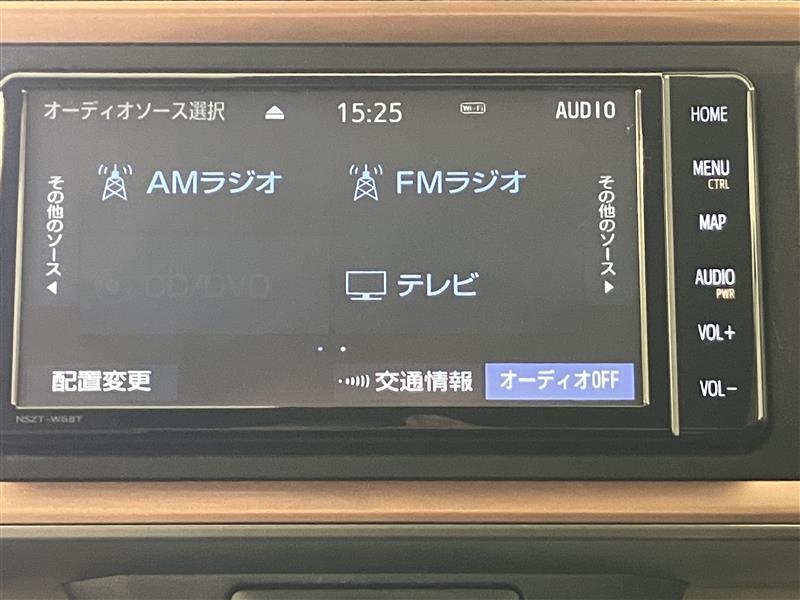 オーディオソース選択
15:25
Wi-Fi
AUDIO
AMラジオ
FMラジオ
その他のソース
その他のソース
CD/DVD
テレビ
配置変更
交通情報
オーディオOFF
NSZT-W68T
HOME
MENU
CTRL
MAP
AUDIO
PWR
VOL+
VOL-